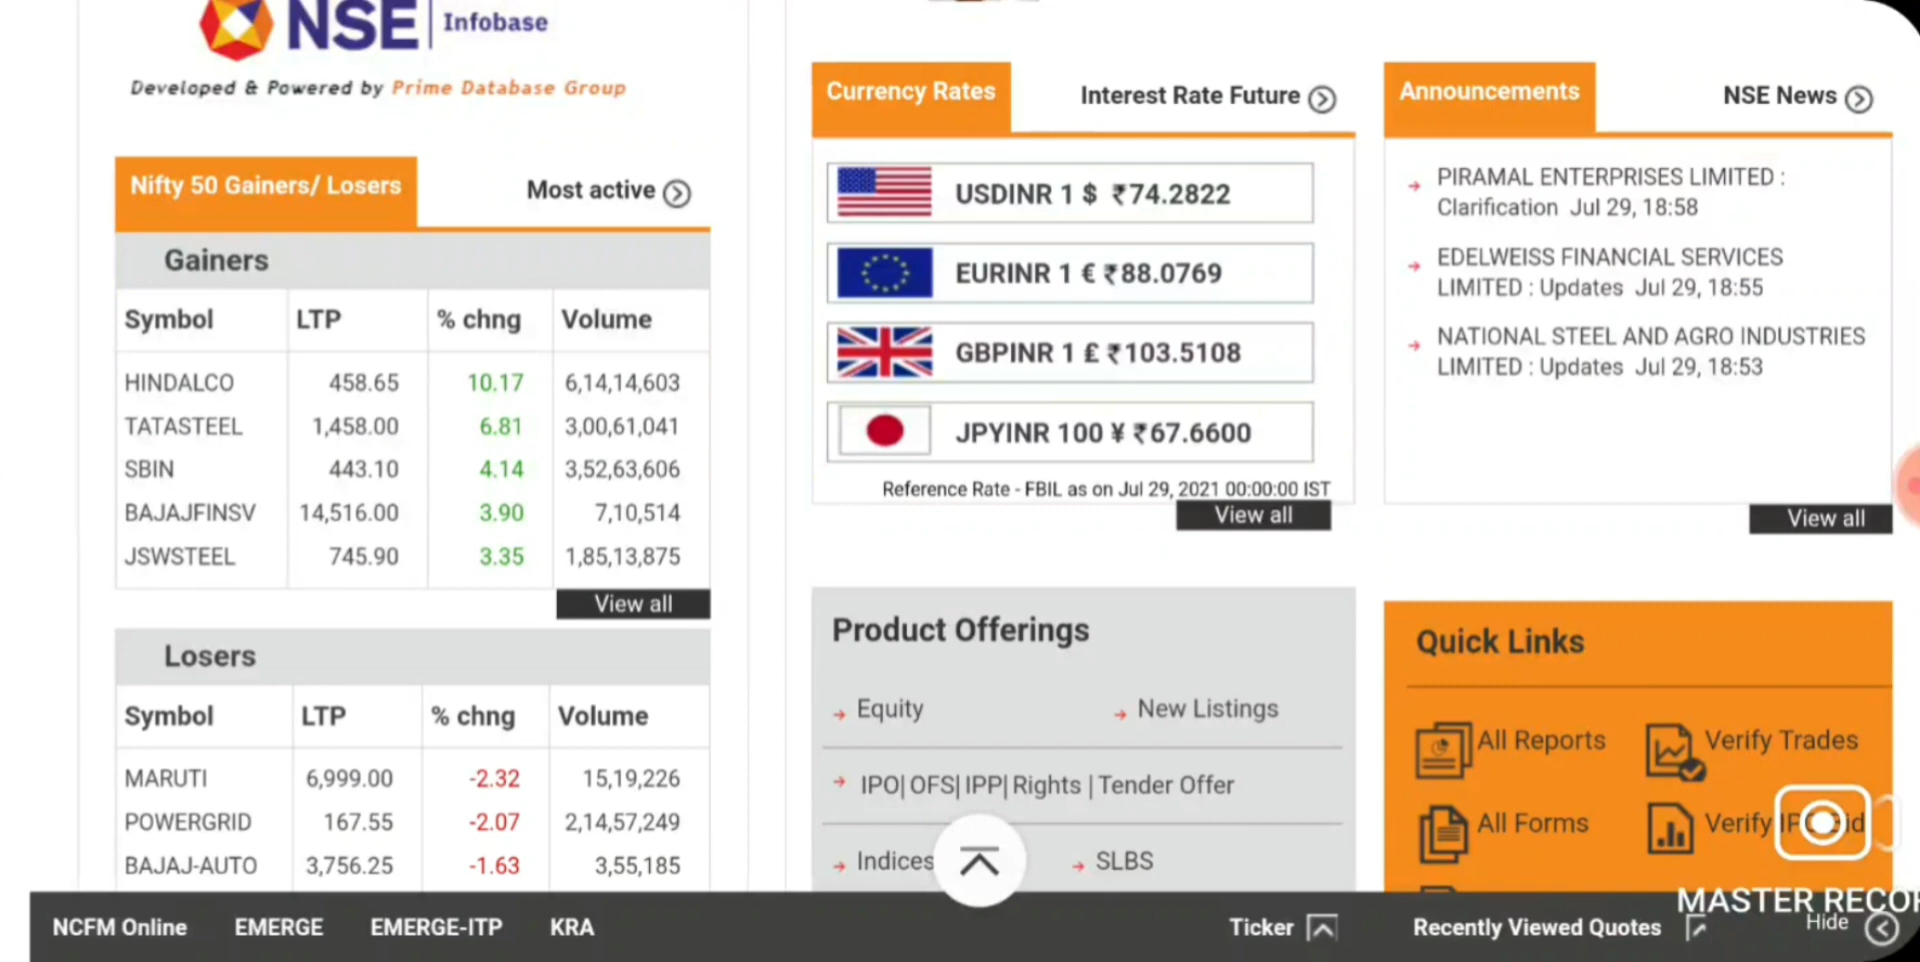 NSE Infobase
Developed & Powered by Prime Database Group
Nifty 50 Gainers/ Losers
Most active
Gainers
Symbol LTP % chng Volume
HINDALCO 458.65 10.17 6,14,14,603
TATASTEEL 1,458.00 6.81 3,00,61,041
SBIN 443.10 4.14 3,52,63,606
BAJAJFINSV 14,516.00 3.90 7,10,514
JSWSTEEL 745.90 3.35 1,85,13,875
View all
Losers
Symbol LTP % chng Volume
MARUTI 6,999.00 -2.32 15,19,226
POWERGRID 167.55 -2.07 2,14,57,249
BAJAJ-AUTO 3,756.25 -1.63 3,55,185
Currency Rates
Interest Rate Future
USDINR 1 $ ₹74.2822
EURINR 1 € ₹88.0769
GBPINR 1 £ ₹103.5108
JPYINR 100 ¥ ₹67.6600
Reference Rate - FBIL as on Jul 29, 2021 00:00:00 IST
View all
Announcements
NSE News
PIRAMAL ENTERPRISES LIMITED :
Clarification Jul 29, 18:58
EDELWEISS FINANCIAL SERVICES
LIMITED : Updates Jul 29, 18:55
NATIONAL STEEL AND AGRO INDUSTRIES
LIMITED : Updates Jul 29, 18:53
View all
Product Offerings
Equity
New Listings
IPO| OFS| IPP| Rights | Tender Offer
Indices
SLBS
Quick Links
All Reports
Verify Trades
All Forms
Verify
MASTER
NCFM Online
EMERGE
EMERGE-ITP
KRA
Ticker
Recently Viewed Quotes
Hide